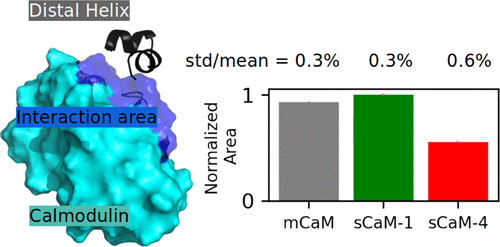 Distal Helix
Interaction area
Calmodulin
std/mean = 0.3% 0.3% 0.6%
Normalized
Area
1
0
mCaM sCaM-1 sCaM-4